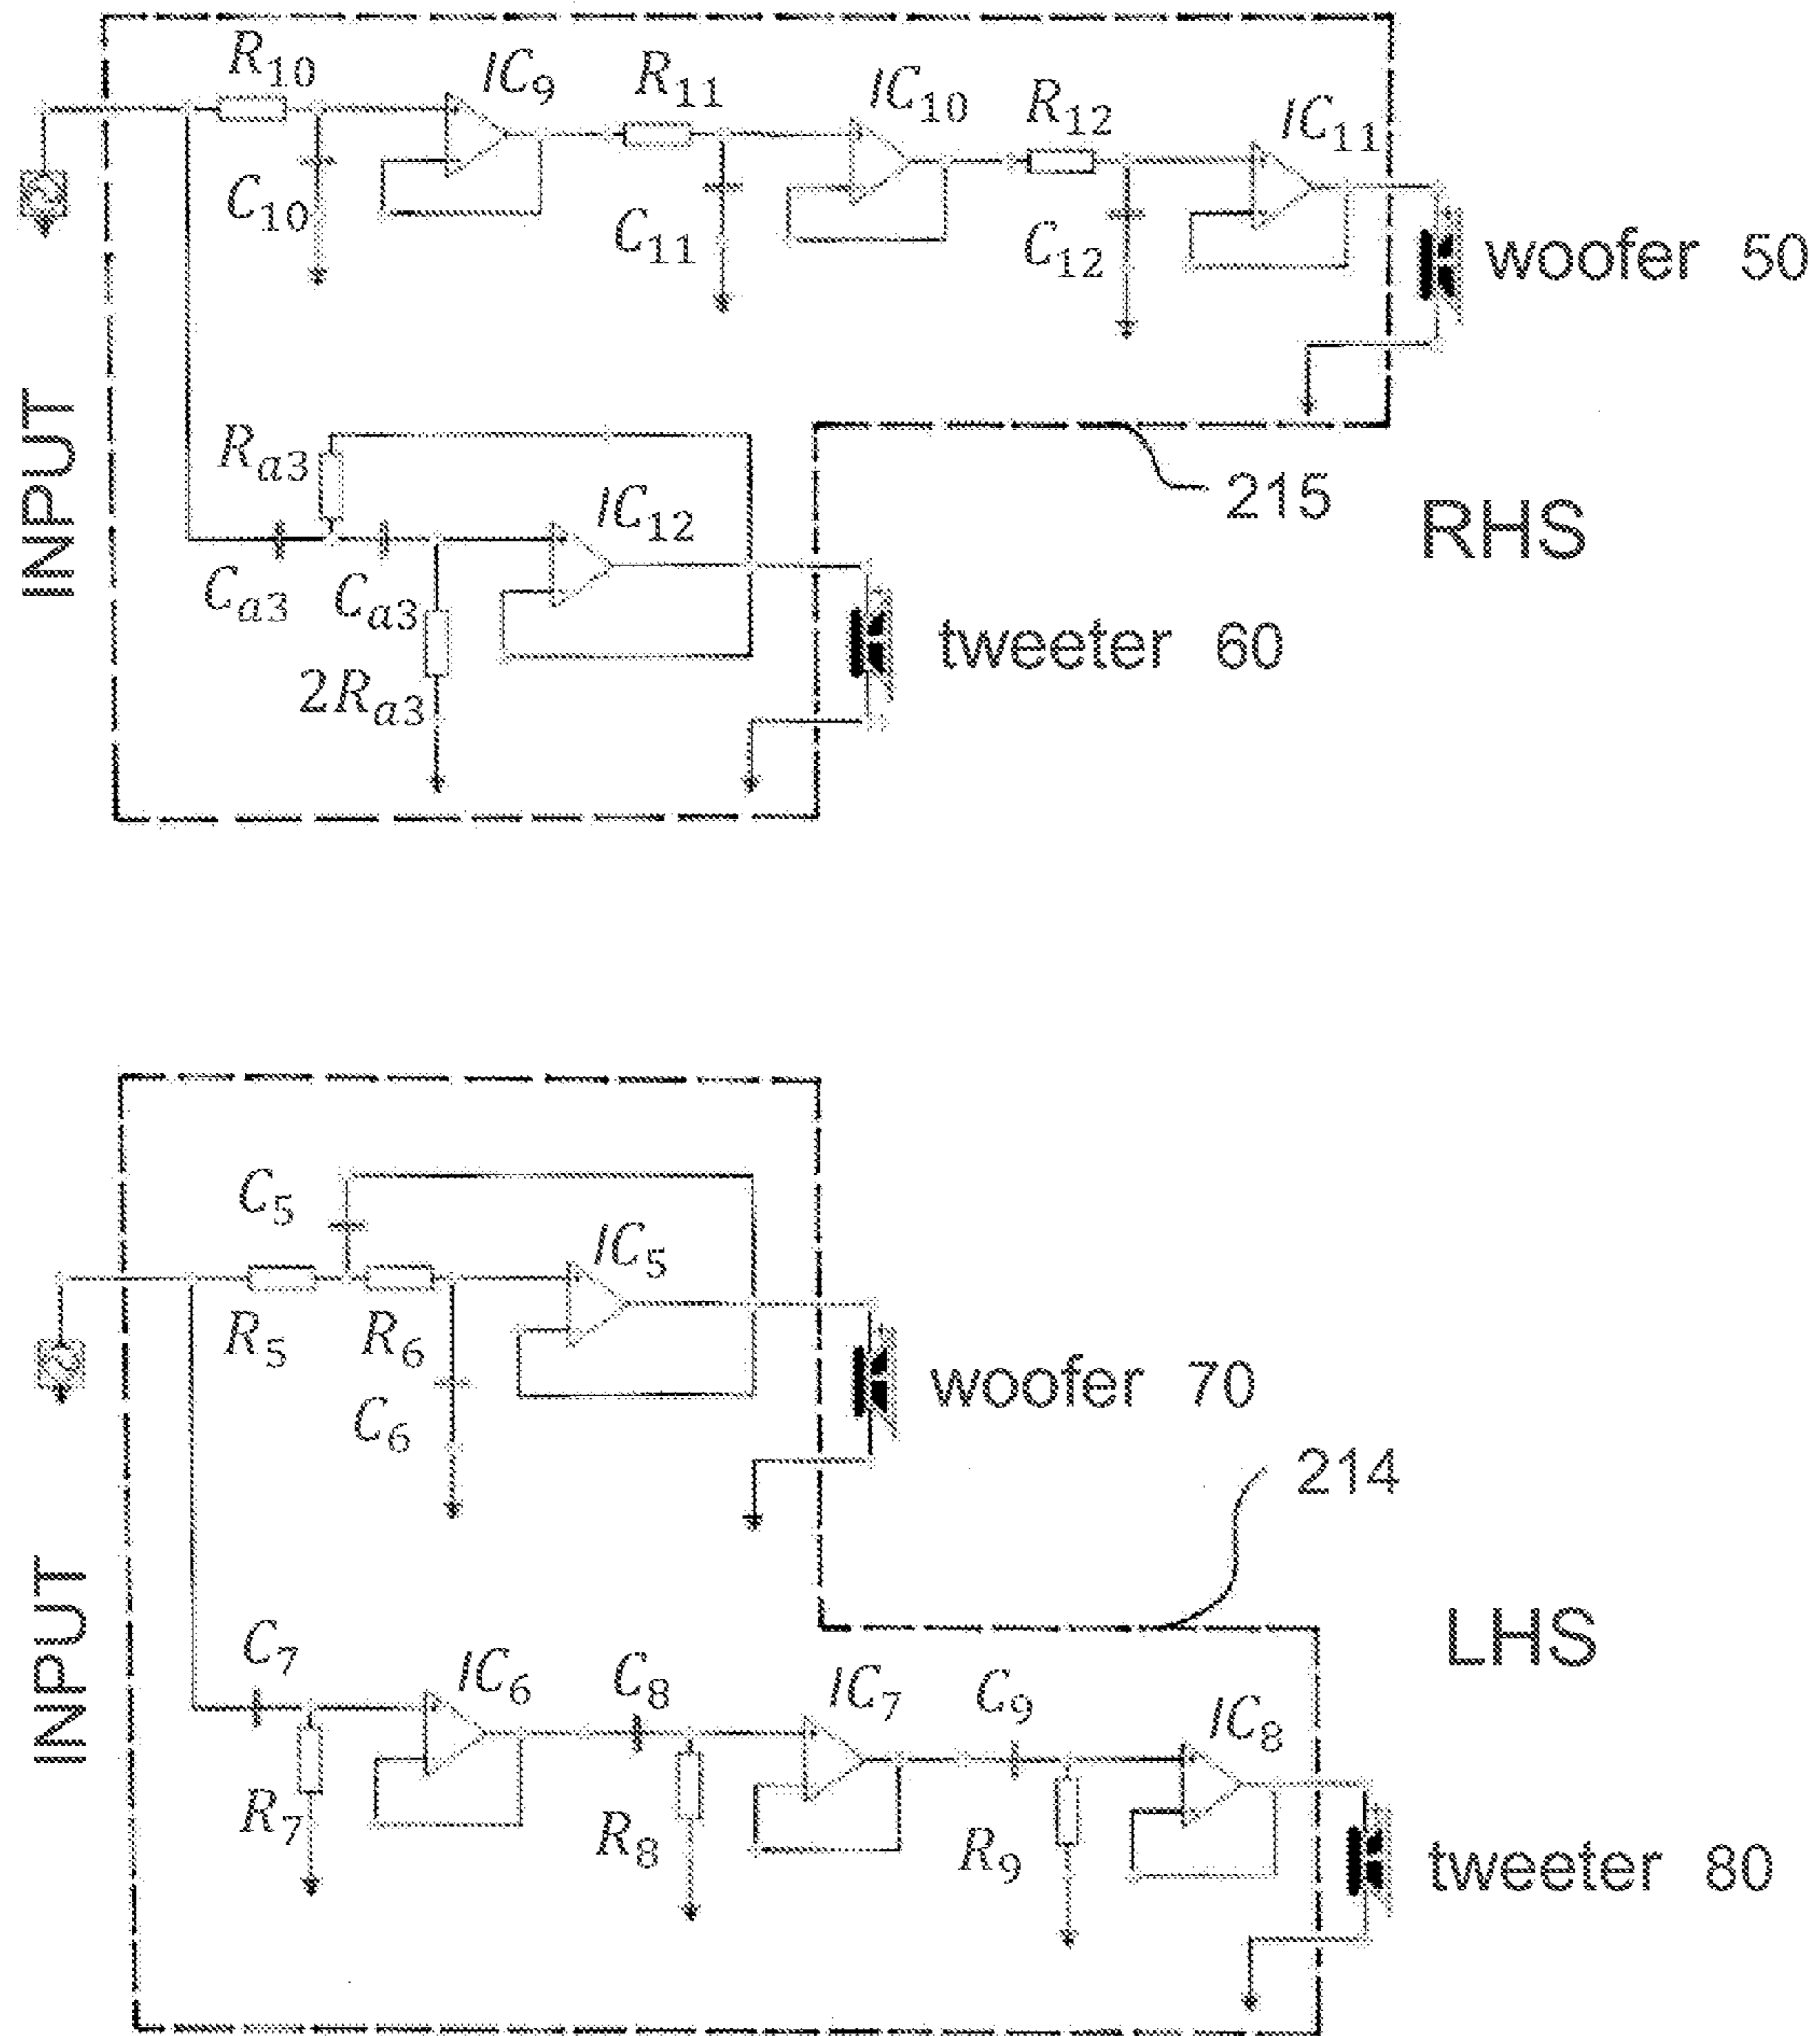 R10
IC9
R11
IC10
R12
IC11
C10
C11
C12
woofer 50
INPUT
Ra3
IC12
215
RHS
Ca3
Ca3
2Ra3
tweeter 60
C5
IC5
R5
R6
woofer 70
C6
214
INPUT
LHS
C7
IC6
C8
IC7
C9
IC8
R7
R8
R9
tweeter 80